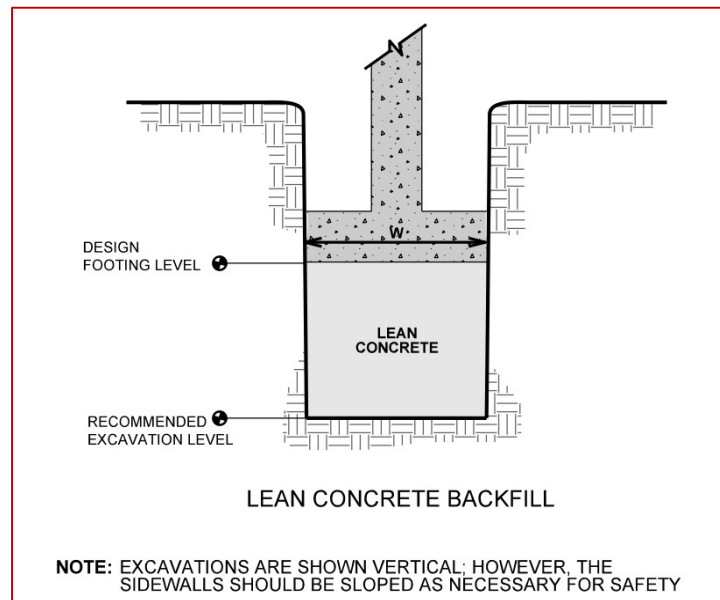 W
DESIGN
FOOTING LEVEL
LEAN
CONCRETE
RECOMMENDED
EXCAVATION LEVEL
LEAN CONCRETE BACKFILL
NOTE: EXCAVATIONS ARE SHOWN VERTICAL; HOWEVER, THE
SIDEWALLS SHOULD BE SLOPED AS NECESSARY FOR SAFETY